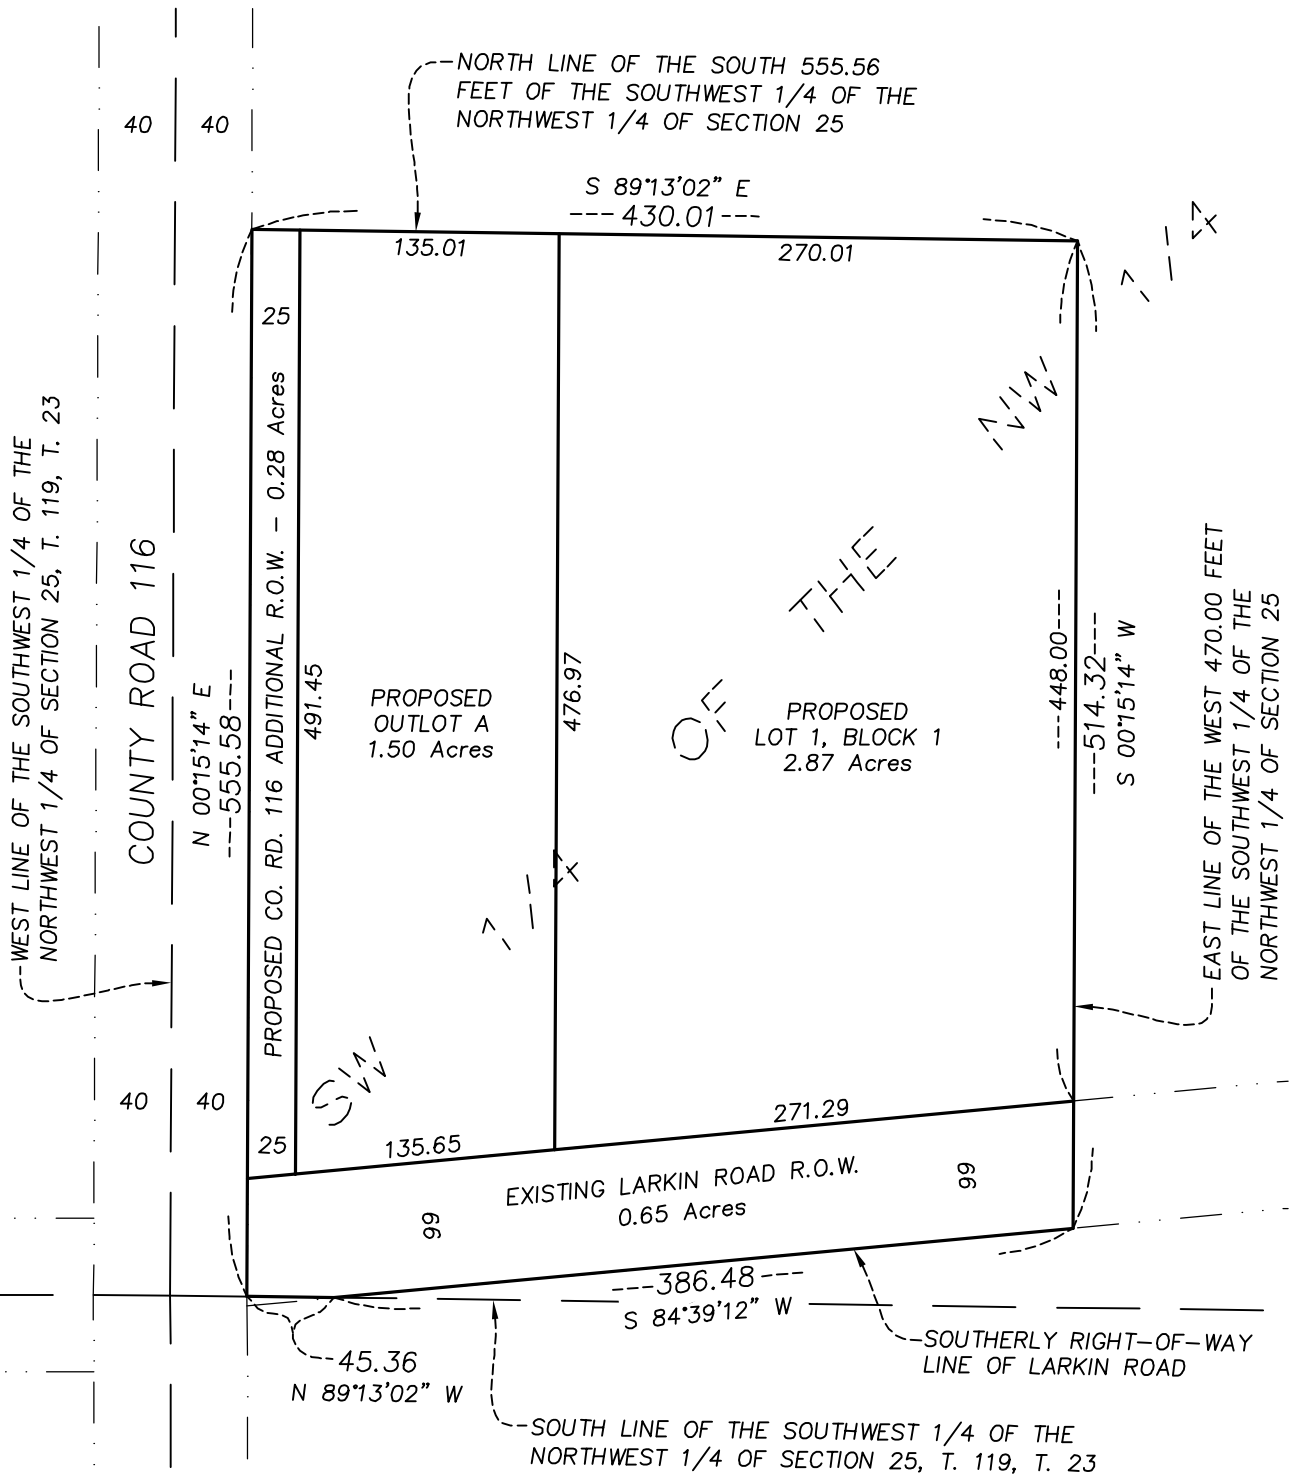 NORTH LINE OF THE SOUTH 555.56
FEET OF THE SOUTHWEST 1/4 OF THE
NORTHWEST 1/4 OF SECTION 25
40
40
S 89°13'02" E
430.01
135.01
270.01
25
WEST LINE OF THE SOUTHWEST 1/4 OF THE
NORTHWEST 1/4 OF SECTION 25, T. 119, T. 23
COUNTY ROAD 116
N 00°15'14" E
555.58
PROPOSED CO. RD. 116 ADDITIONAL R.O.W. - 0.28 Acres
491.45
PROPOSED
OUTLOT A
1.50 Acres
476.97
PROPOSED
LOT 1, BLOCK 1
2.87 Acres
448.00
514.32
S 00°15'14" W
EAST LINE OF THE WEST 470.00 FEET
OF THE SOUTHWEST 1/4 OF THE
NORTHWEST 1/4 OF SECTION 25
SW 1/4 OF THE NW 1/4
40
40
25
135.65
271.29
EXISTING LARKIN ROAD R.O.W.
0.65 Acres
66
66
386.48
S 84°39'12" W
45.36
N 89°13'02" W
SOUTHERLY RIGHT-OF-WAY
LINE OF LARKIN ROAD
SOUTH LINE OF THE SOUTHWEST 1/4 OF THE
NORTHWEST 1/4 OF SECTION 25, T. 119, T. 23